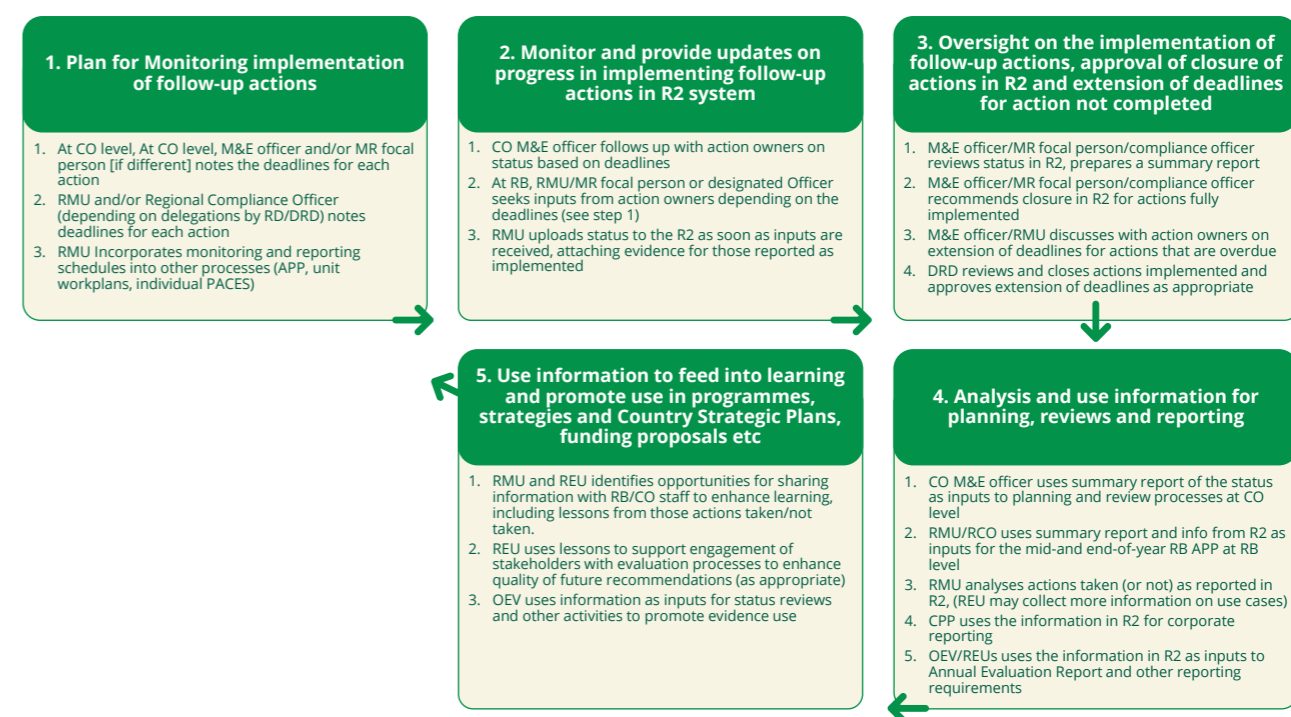 1. Plan for Monitoring implementation
of follow-up actions
1. At CO level, At CO level, M&E officer and/or MR focal
person [if different] notes the deadlines for each
action
2. RMU and/or Regional Compliance Officer
(depending on delegations by RD/DRD) notes
deadlines for each action
3. RMU Incorporates monitoring and reporting
schedules into other processes (APP, unit
workplans, individual PACES)
2. Monitor and provide updates on
progress in implementing follow-up
actions in R2 system
1. CO M&E officer follows up with action owners on
status based on deadlines
2. At RB, RMU/MR focal person or designated Officer
seeks inputs from action owners depending on the
deadlines (see step 1)
3. RMU uploads status to the R2 as soon as inputs are
received, attaching evidence for those reported as
implemented
3. Oversight on the implementation of
follow-up actions, approval of closure of
actions in R2 and extension of deadlines
for action not completed
1. M&E officer/MR focal person/compliance officer
reviews status in R2, prepares a summary report
2. M&E officer/MR focal person/compliance officer
recommends closure in R2 for actions fully
implemented
3. M&E officer/RMU discusses with action owners on
extension of deadlines for actions that are overdue
4. DRD reviews and closes actions implemented and
approves extension of deadlines as appropriate
4. Analysis and use information for
planning, reviews and reporting
1. CO M&E officer uses summary report of the status
as inputs to planning and review processes at CO
level
2. RMU/RCO uses summary report and info from R2 as
inputs for the mid-and end-of-year RB APP at RB
level
3. RMU analyses actions taken (or not) as reported in
R2, (REU may collect more information on use cases)
4. CPP uses the information in R2 for corporate
reporting
5. OEV/REUs uses the information in R2 as inputs to
Annual Evaluation Report and other reporting
requirements
5. Use information to feed into learning
and promote use in programmes,
strategies and Country Strategic Plans,
funding proposals etc
1. RMU and REU identifies opportunities for sharing
information with RB/CO staff to enhance learning,
including lessons from those actions taken/not
taken.
2. REU uses lessons to support engagement of
stakeholders with evaluation processes to enhance
quality of future recommendations (as appropriate)
3. OEV uses information as inputs for status reviews
and other activities to promote evidence use